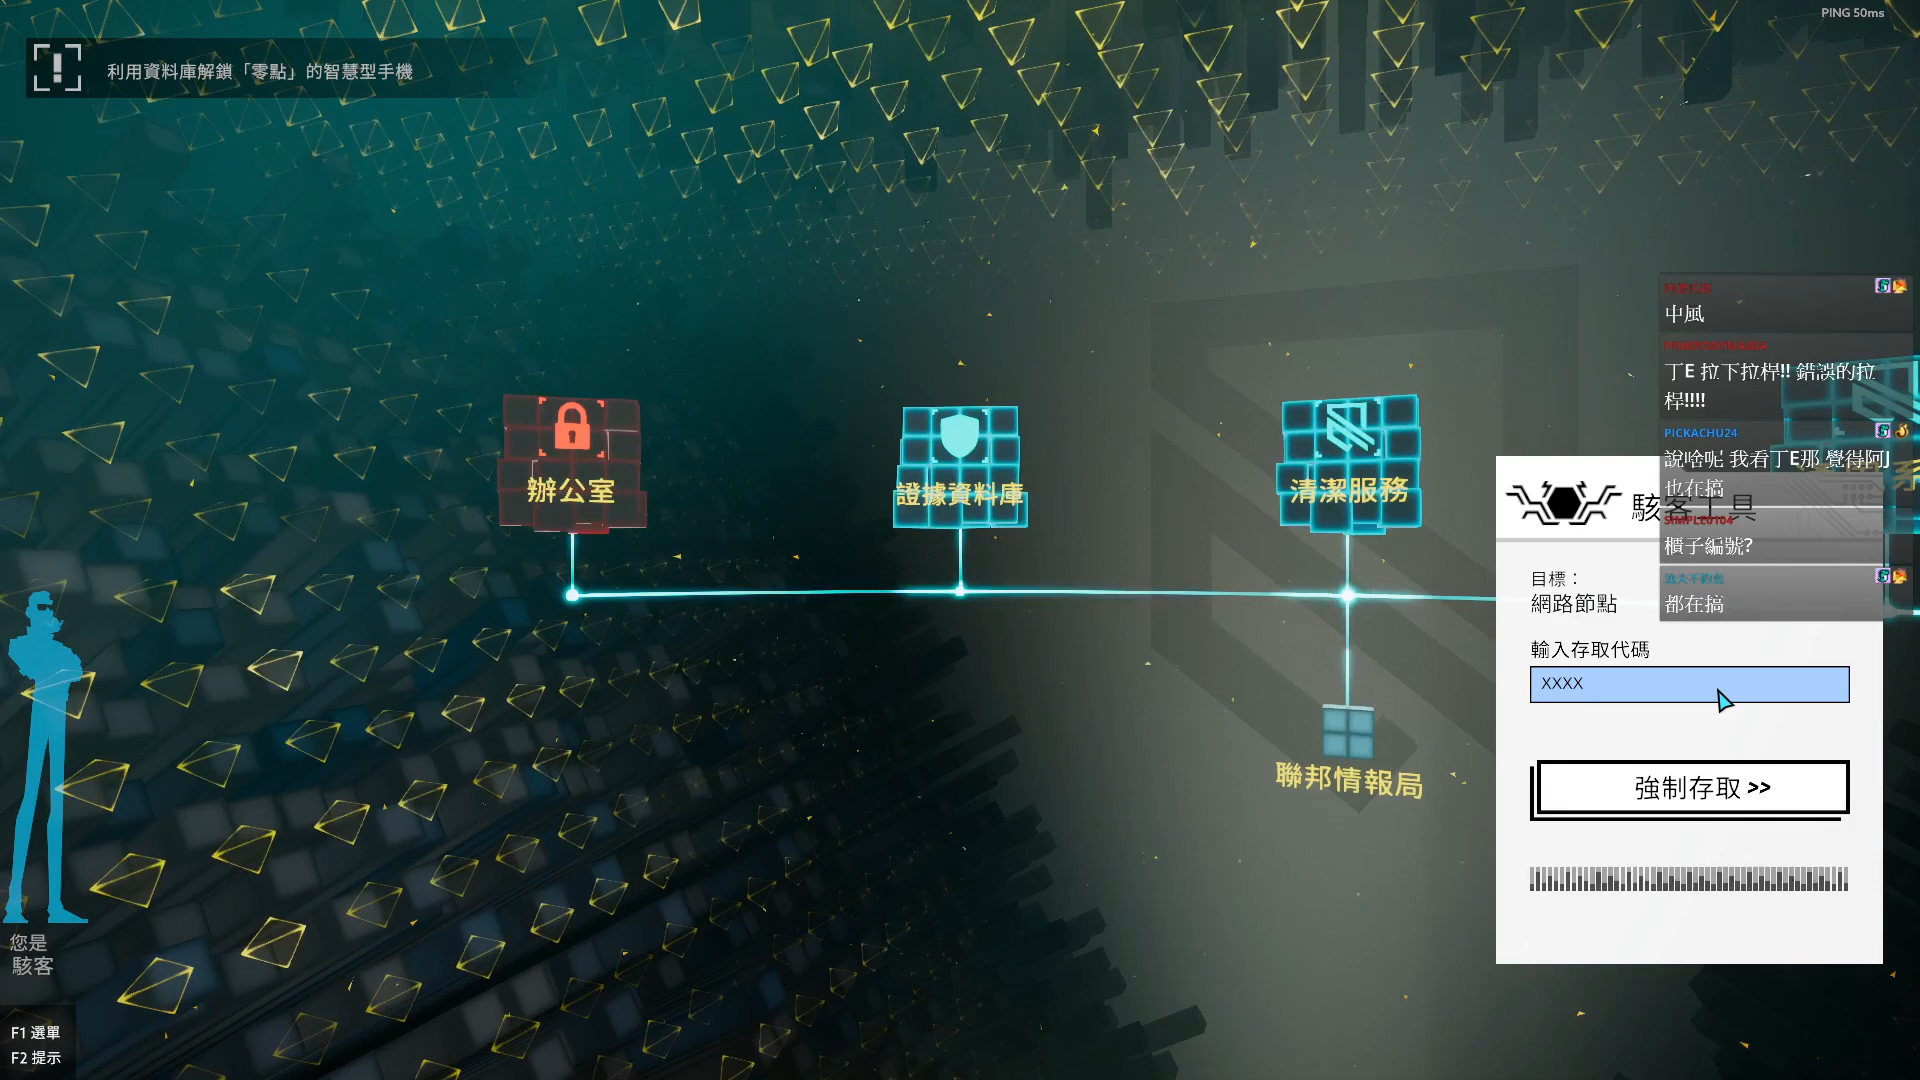 PING 50ms
利用資料庫解鎖「零點」的智慧型手機
中風
丁E 拉下拉桿!! 錯誤的拉
桿!!!!
PICKACHU24
說啥呢 我看丁E那 覺得阿J
也在搞
SIMPLE0104
櫃子編號?
都在搞
辦公室
證據資料庫
清潔服務
系
聯邦情報局
駭客工具
目標：
網路節點
輸入存取代碼
XXXX
強制存取 >>
您是
駭客
F1 選單
F2 提示